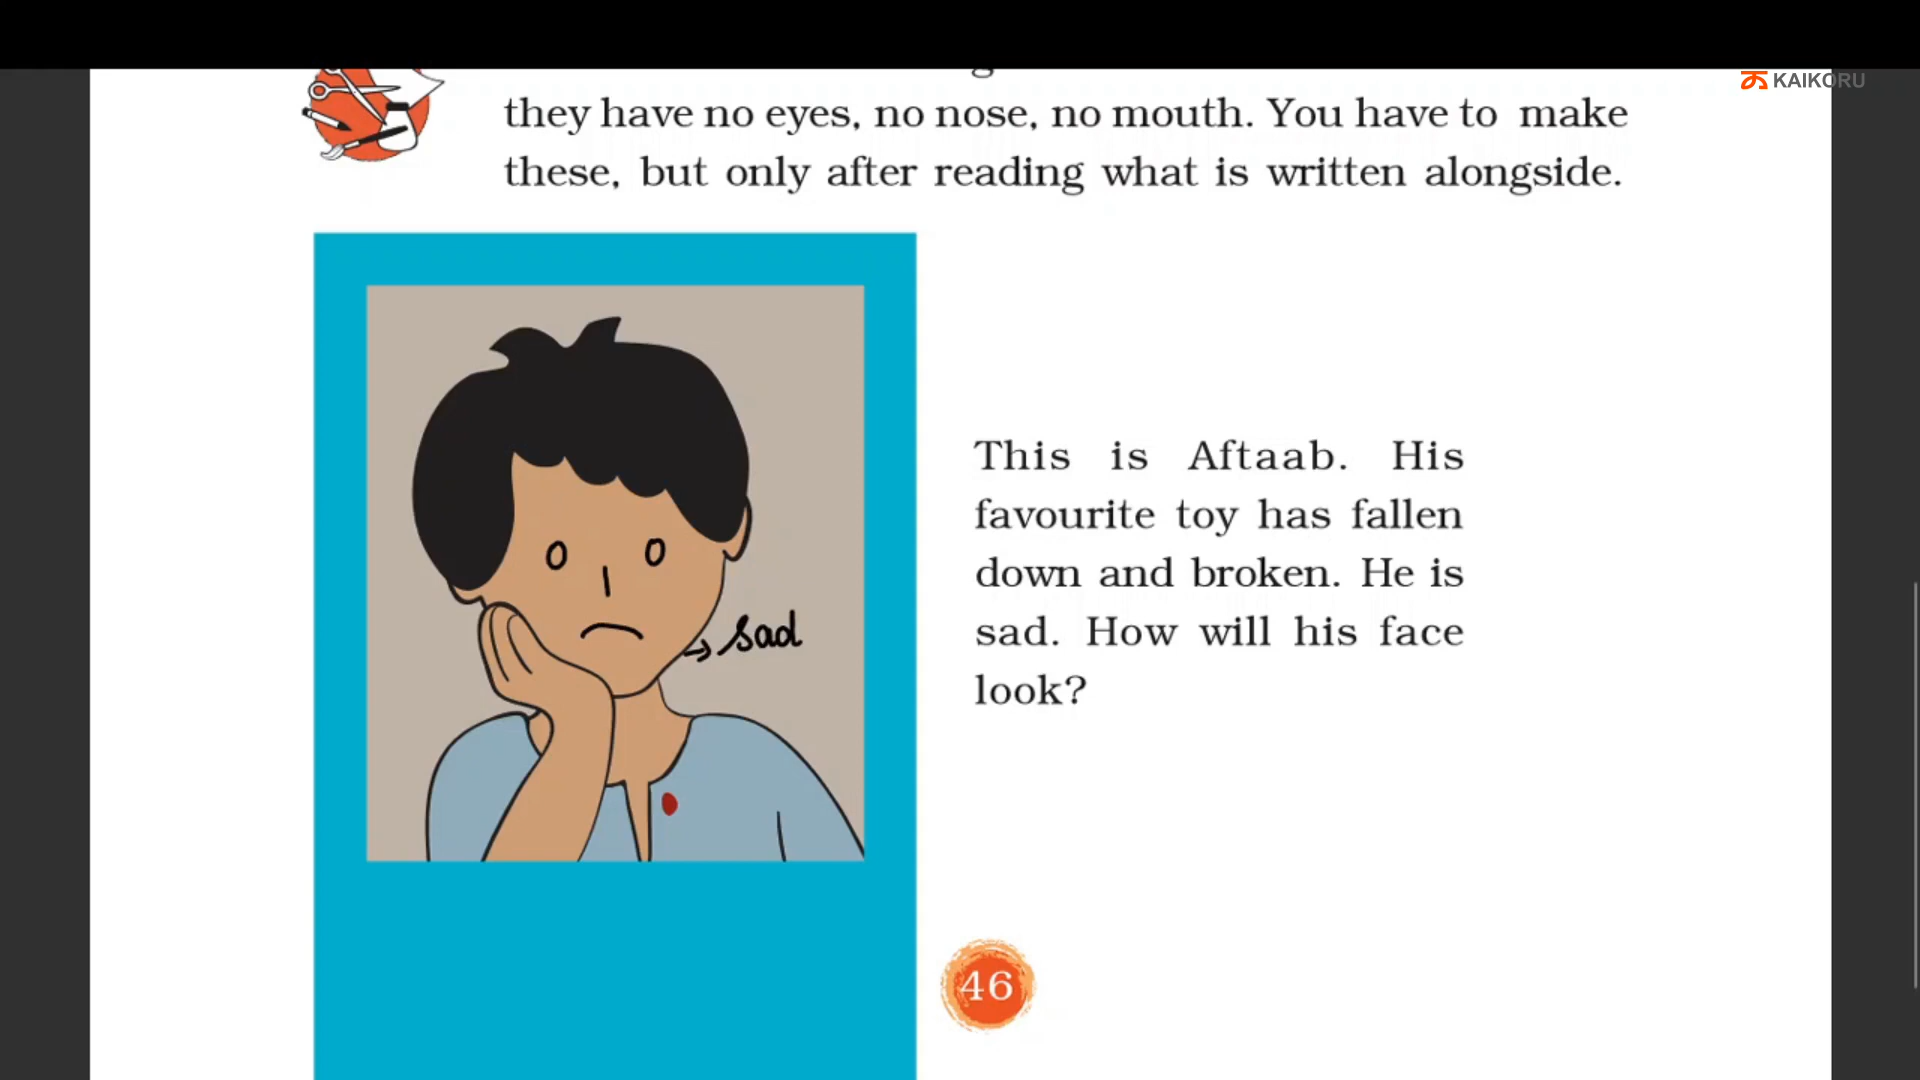 KAIKORU
they have no eyes, no nose, no mouth. You have to make
these, but only after reading what is written alongside.
This is Aftaab. His
favourite toy has fallen
down and broken. He is
sad. How will his face
look?
→ sad
46